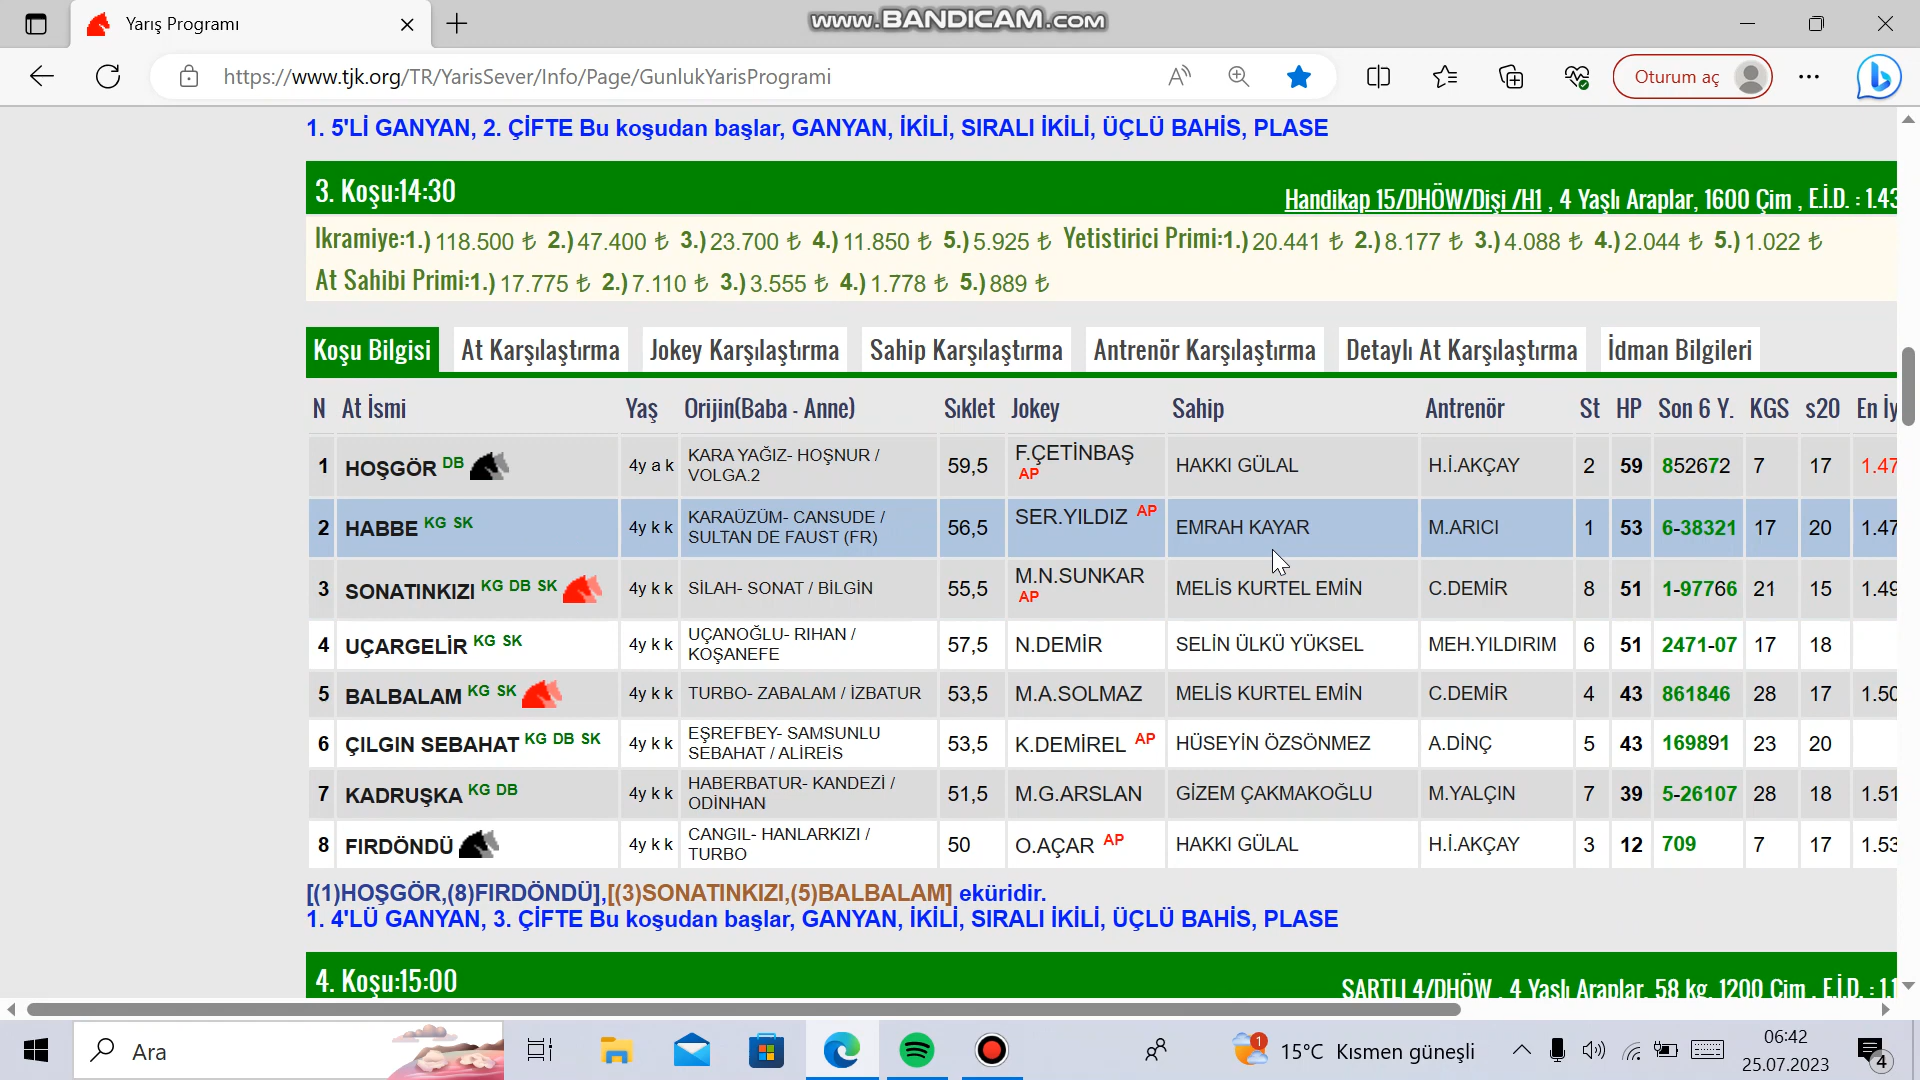 Yarış Programı
www.BANDICAM.com
https://www.tjk.org/TR/YarisSever/Info/Page/GunlukYarisProgrami
Oturum aç
1. 5'Lİ GANYAN, 2. ÇİFTE Bu koşudan başlar, GANYAN, İKİLİ, SIRALI İKİLİ, ÜÇLÜ BAHİS, PLASE
3. Koşu:14:30
Handikap 15/DHÖW/Dişi /H1 , 4 Yaşlı Araplar, 1600 Çim , E.İ.D. : 1.43
Ikramiye:1.) 118.500 ₺ 2.) 47.400 ₺ 3.) 23.700 ₺ 4.) 11.850 ₺ 5.) 5.925 ₺ Yetistirici Primi:1.) 20.441 ₺ 2.) 8.177 ₺ 3.) 4.088 ₺ 4.) 2.044 ₺ 5.) 1.022 ₺
At Sahibi Primi:1.) 17.775 ₺ 2.) 7.110 ₺ 3.) 3.555 ₺ 4.) 1.778 ₺ 5.) 889 ₺
Koşu Bilgisi At Karşılaştırma Jokey Karşılaştırma Sahip Karşılaştırma Antrenör Karşılaştırma Detaylı At Karşılaştırma İdman Bilgileri
N At İsmi Yaş Orijin(Baba - Anne) Sıklet Jokey Sahip Antrenör St HP Son 6 Y. KGS s20 En İy
1 HOŞGÖR DB 4y a k KARA YAĞIZ- HOŞNUR / VOLGA.2 59,5 F.ÇETİNBAŞ AP HAKKI GÜLAL H.İ.AKÇAY 2 59 852672 7 17 1.47
2 HABBE KG SK 4y k k KARAÜZÜM- CANSUDE / SULTAN DE FAUST (FR) 56,5 SER.YILDIZ AP EMRAH KAYAR M.ARICI 1 53 6-38321 17 20 1.47
3 SONATINKIZI KG DB SK 4y k k SİLAH- SONAT / BİLGİN 55,5 M.N.SUNKAR AP MELİS KURTEL EMİN C.DEMİR 8 51 1-97766 21 15 1.49
4 UÇARGELİR KG SK 4y k k UÇANOĞLU- RIHAN / KOŞANEFE 57,5 N.DEMİR SELİN ÜLKÜ YÜKSEL MEH.YILDIRIM 6 51 2471-07 17 18
5 BALBALAM KG SK 4y k k TURBO- ZABALAM / İZBATUR 53,5 M.A.SOLMAZ MELİS KURTEL EMİN C.DEMİR 4 43 861846 28 17 1.50
6 ÇILGIN SEBAHAT KG DB SK 4y k k EŞREFBEY- SAMSUNLU SEBAHAT / ALİREİS 53,5 K.DEMİREL AP HÜSEYİN ÖZSÖNMEZ A.DİNÇ 5 43 169891 23 20
7 KADRUŞKA KG DB 4y k k HABERBATUR- KANDEZİ / ODİNHAN 51,5 M.G.ARSLAN GİZEM ÇAKMAKOĞLU M.YALÇIN 7 39 5-26107 28 18 1.51
8 FIRDÖNDÜ 4y k k CANGIL- HANLARKIZI / TURBO 50 O.AÇAR AP HAKKI GÜLAL H.İ.AKÇAY 3 12 709 7 17 1.53
[(1)HOŞGÖR,(8)FIRDÖNDÜ],[(3)SONATINKIZI,(5)BALBALAM] eküridir.
1. 4'LÜ GANYAN, 3. ÇİFTE Bu koşudan başlar, GANYAN, İKİLİ, SIRALI İKİLİ, ÜÇLÜ BAHİS, PLASE
4. Koşu:15:00
ŞARTLI 4/DHÖW , 4 Yaşlı Araplar, 58 kg, 1200 Çim , E.İ.D. : 1.1
Ara
1
15°C Kısmen güneşli
06:42
25.07.2023
4